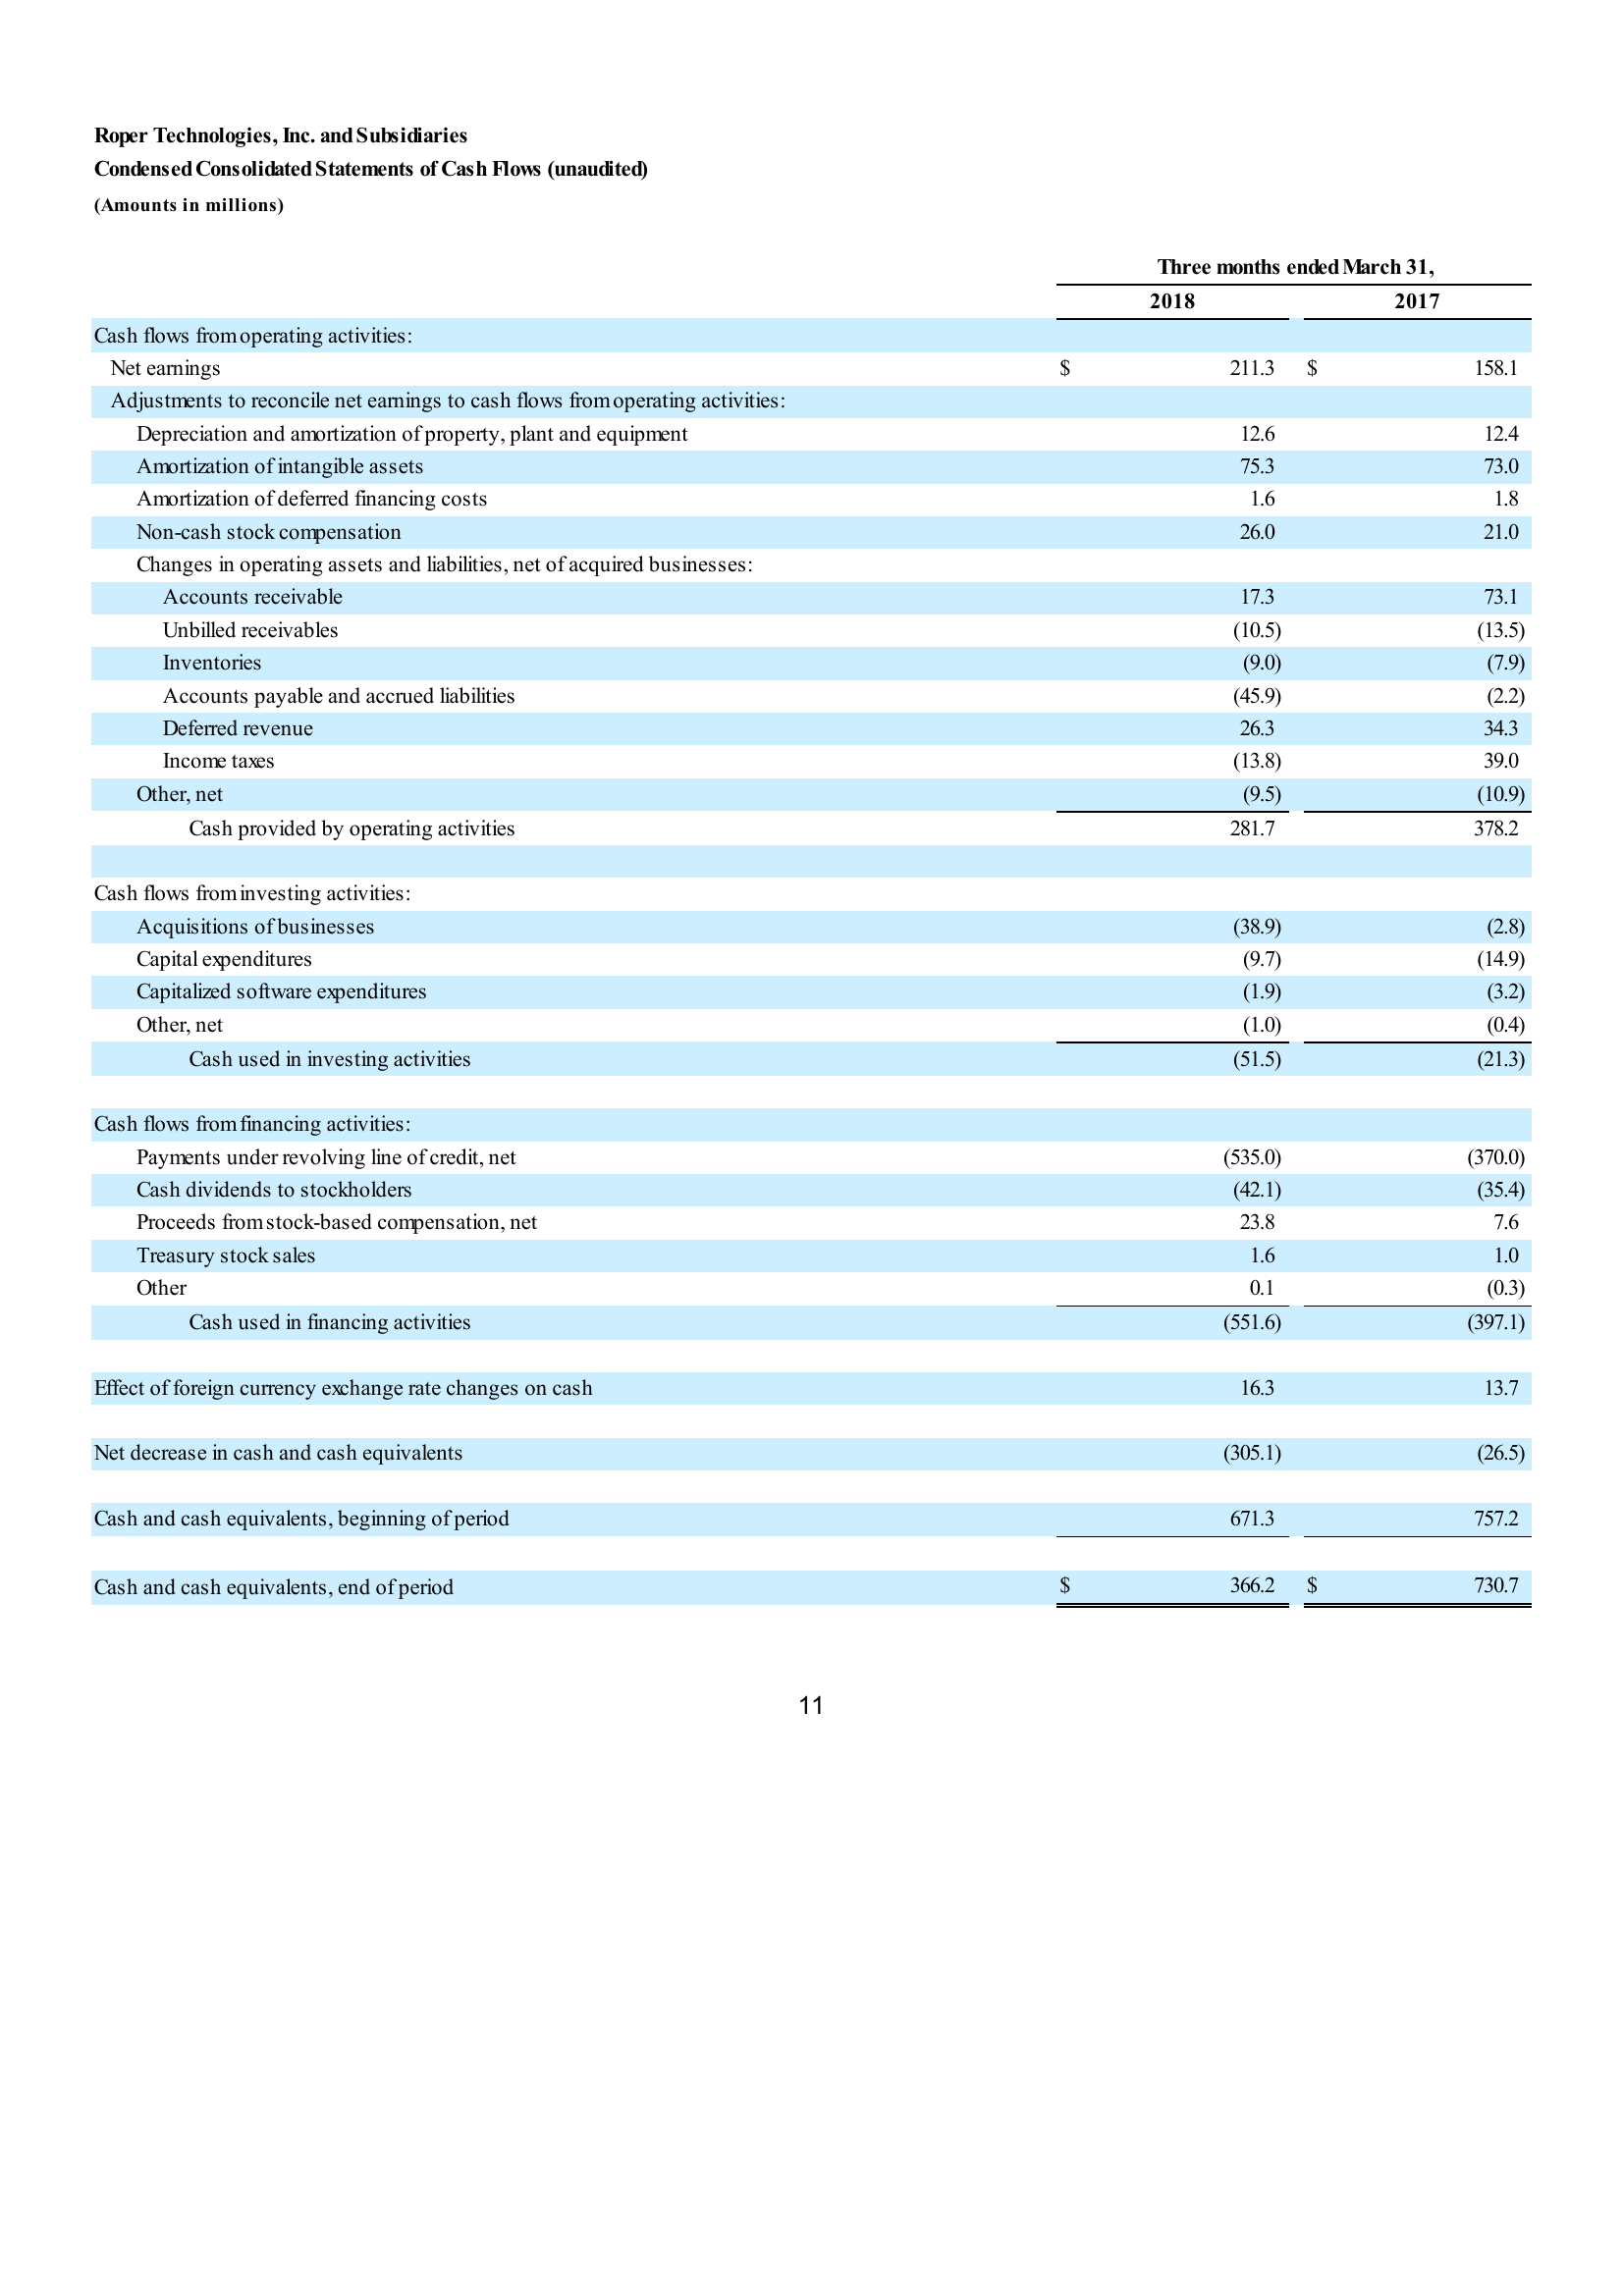 Roper Technologies, Inc. and Subsidiaries
Condensed Consolidated Statements of Cash Flows (unaudited)
(Amounts in millions)
Three months ended March 31,
2018 2017
Cash flows from operating activities:
Net earnings $ 211.3 $ 158.1
Adjustments to reconcile net earnings to cash flows from operating activities:
Depreciation and amortization of property, plant and equipment 12.6 12.4
Amortization of intangible assets 75.3 73.0
Amortization of deferred financing costs 1.6 1.8
Non-cash stock compensation 26.0 21.0
Changes in operating assets and liabilities, net of acquired businesses:
Accounts receivable 17.3 73.1
Unbilled receivables (10.5) (13.5)
Inventories (9.0) (7.9)
Accounts payable and accrued liabilities (45.9) (2.2)
Deferred revenue 26.3 34.3
Income taxes (13.8) 39.0
Other, net (9.5) (10.9)
Cash provided by operating activities 281.7 378.2
Cash flows from investing activities:
Acquisitions of businesses (38.9) (2.8)
Capital expenditures (9.7) (14.9)
Capitalized software expenditures (1.9) (3.2)
Other, net (1.0) (0.4)
Cash used in investing activities (51.5) (21.3)
Cash flows from financing activities:
Payments under revolving line of credit, net (535.0) (370.0)
Cash dividends to stockholders (42.1) (35.4)
Proceeds from stock-based compensation, net 23.8 7.6
Treasury stock sales 1.6 1.0
Other 0.1 (0.3)
Cash used in financing activities (551.6) (397.1)
Effect of foreign currency exchange rate changes on cash 16.3 13.7
Net decrease in cash and cash equivalents (305.1) (26.5)
Cash and cash equivalents, beginning of period 671.3 757.2
Cash and cash equivalents, end of period $ 366.2 $ 730.7
11